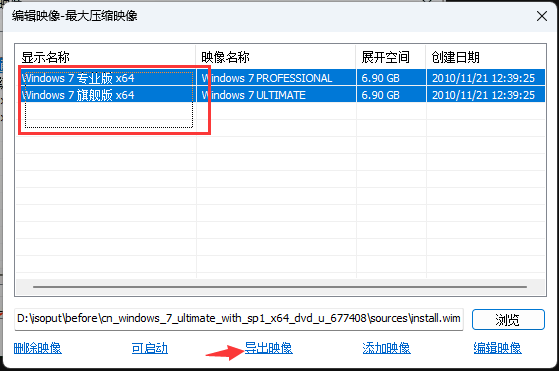 编辑映像-最大压缩映像
显示名称 映像名称 展开空间 创建日期
Windows 7 专业版 x64 Windows 7 PROFESSIONAL 6.90 GB 2010/11/21 12:39:25
Windows 7 旗舰版 x64 Windows 7 ULTIMATE 6.90 GB 2010/11/21 12:39:25
D:\isoput\before\cn_windows_7_ultimate_with_sp1_x64_dvd_u_677408\sources\install.wim 浏览
删除映像 可启动 导出映像 添加映像 编辑映像